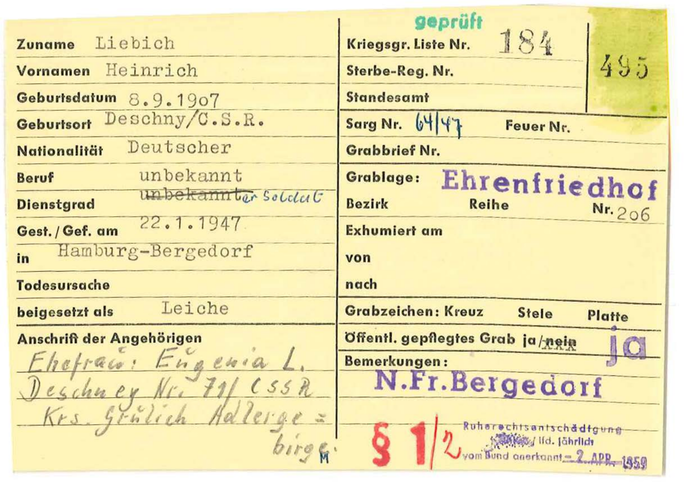 geprüft
Zuname Liebich
Vornamen Heinrich
Geburtsdatum 8.9.1907
Geburtsort Deschny/C.S.R.
Nationalität Deutscher
Beruf unbekannt
Dienstgrad unbekannter Soldat
Gest./Gef. am 22.1.1947
in Hamburg-Bergedorf
Todesursache
beigesetzt als Leiche
Anschrift der Angehörigen
Ehefrau: Eugenia L.
Deschney Nr. 71/ CSSR
Krs. Grulich Adlerge=
birge.
M
Kriegsgr. Liste Nr. 184
495
Sterbe-Reg. Nr.
Standesamt
Sarg Nr. 64/47 Feuer Nr.
Grabbrief Nr.
Grablage: Ehrenfriedhof
Bezirk Reihe Nr. 206
Exhumiert am
von
nach
Grabzeichen: Kreuz Stele Platte
Öffentl. gepflegtes Grab ja/nein ja
Bemerkungen:
N.Fr.Bergedorf
§ 1/2
Ruherechtsentschädigung
lfd. jährlich
vom Bund anerkannt - 2. APR. 1959